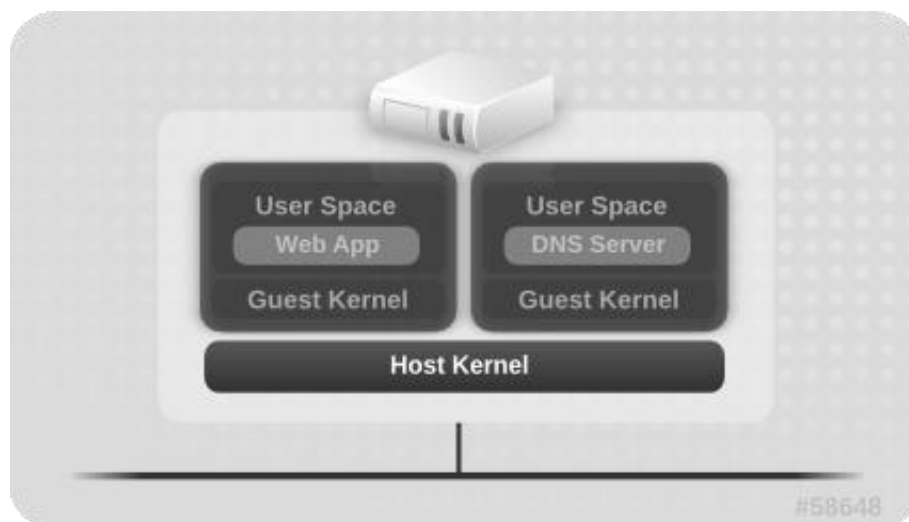 User Space
Web App
Guest Kernel
User Space
DNS Server
Guest Kernel
Host Kernel
#58648